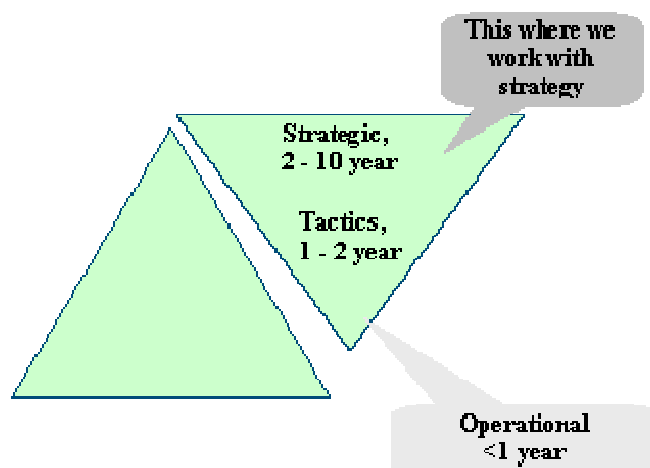 This where we
work with
strategy
Strategic,
2 - 10 year
Tactics,
1 - 2 year
Operational
<1 year